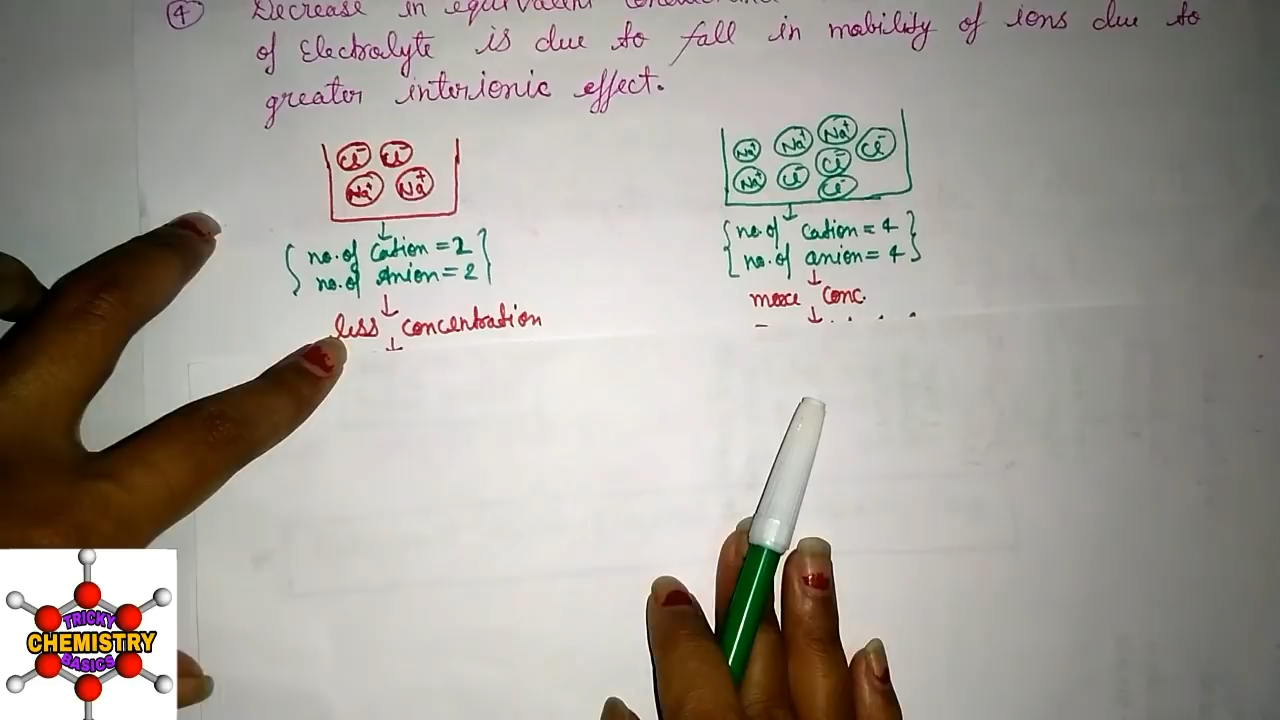 ④ Decrease in equivalent
of Electrolyte is due to fall in mobility of ions due to
greater interionic effect.
Cl⁻ Cl⁻
Na⁺ Na⁺
no. of Cation = 2
no. of Anion = 2
less concentration
Na⁺ Na⁺ Na⁺ Cl⁻
Na⁺ Cl⁻ Cl⁻
Cl⁻
no. of cation = 4
no. of anion = 4
more conc.
TRICKY
CHEMISTRY
BASICS